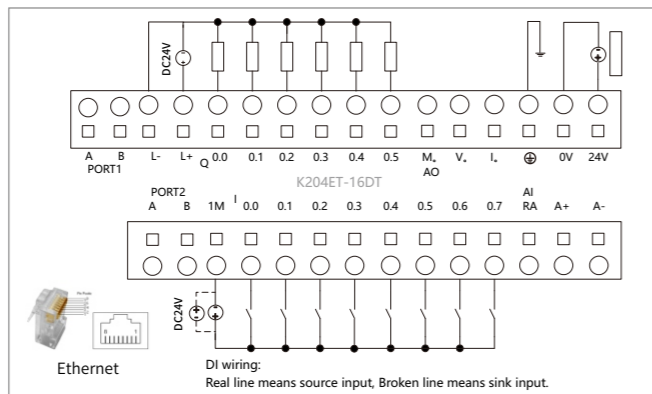 DC24V
A B L- L+ Q 0.0 0.1 0.2 0.3 0.4 0.5 M。 V。 I。 0V 24V
PORT1 AO
K204ET-16DT
PORT2 AI
A B 1M I 0.0 0.1 0.2 0.3 0.4 0.5 0.6 0.7 RA A+ A-
DC24V
8 1
Ethernet
DI wiring:
Real line means source input, Broken line means sink input.